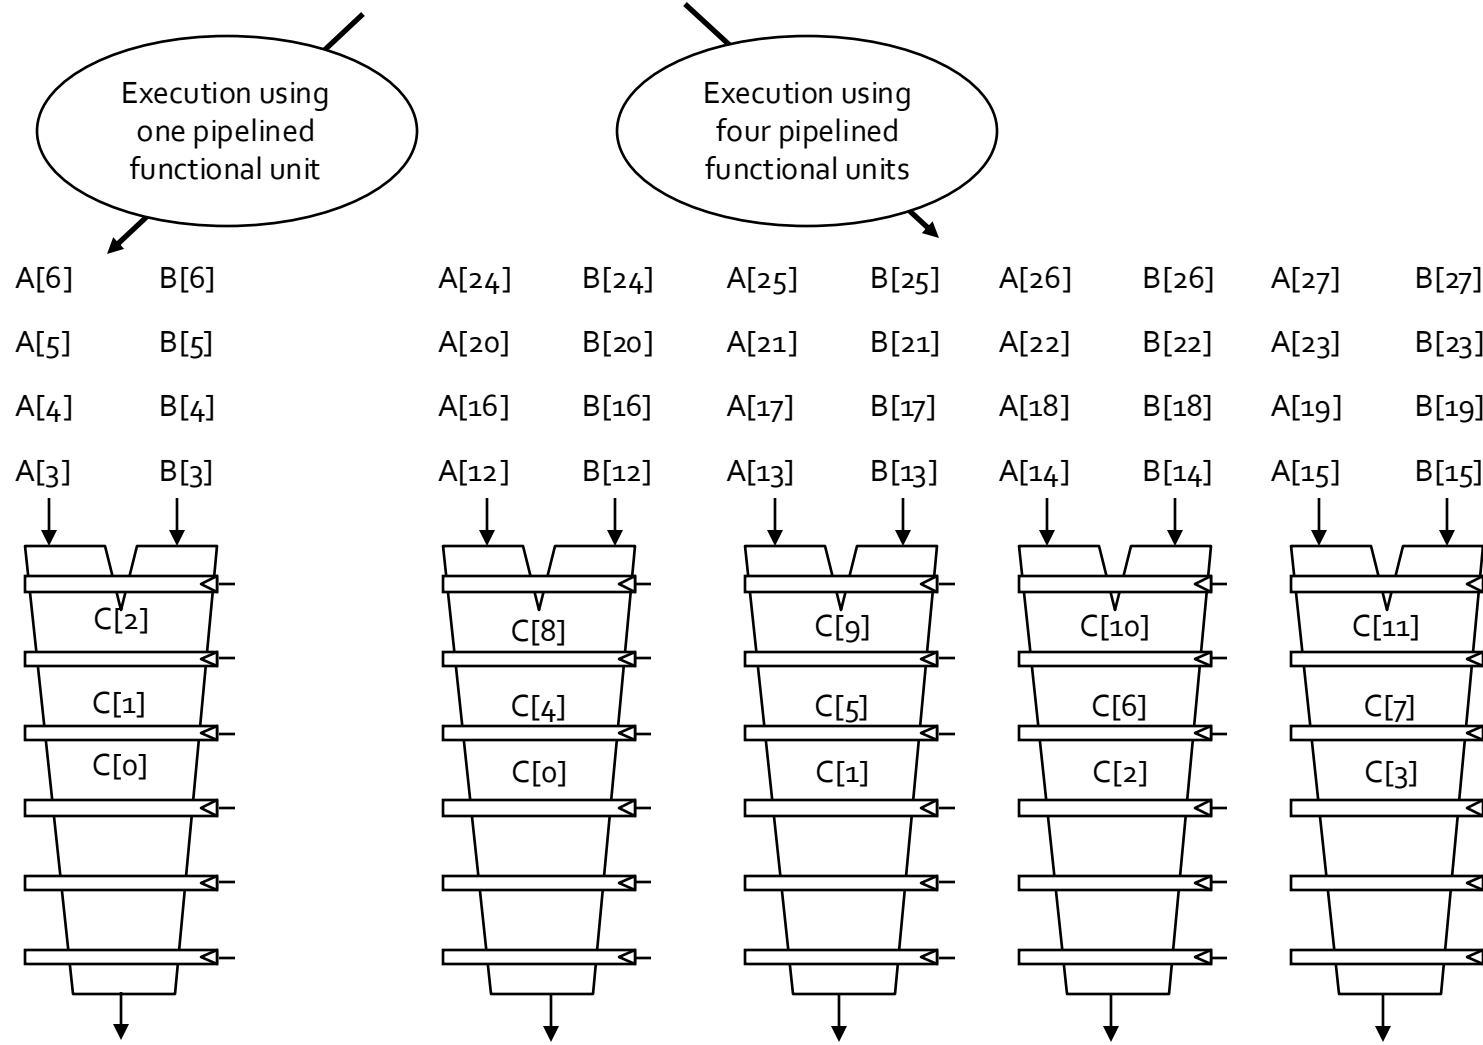 Execution using
one pipelined
functional unit
Execution using
four pipelined
functional units
A[6] B[6] A[24] B[24] A[25] B[25] A[26] B[26] A[27] B[27]
A[5] B[5] A[20] B[20] A[21] B[21] A[22] B[22] A[23] B[23]
A[4] B[4] A[16] B[16] A[17] B[17] A[18] B[18] A[19] B[19]
A[3] B[3] A[12] B[12] A[13] B[13] A[14] B[14] A[15] B[15]
C[2] C[8] C[9] C[10] C[11]
C[1] C[4] C[5] C[6] C[7]
C[0] C[0] C[1] C[2] C[3]